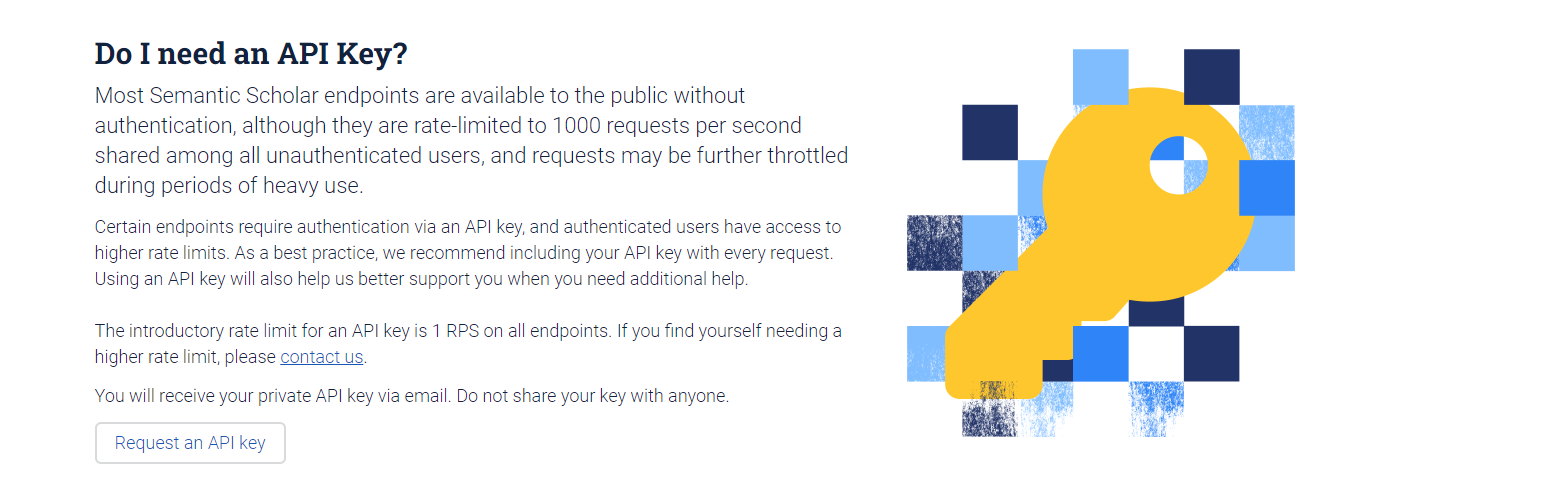 Do I need an API Key?
Most Semantic Scholar endpoints are available to the public without
authentication, although they are rate-limited to 1000 requests per second
shared among all unauthenticated users, and requests may be further throttled
during periods of heavy use.
Certain endpoints require authentication via an API key, and authenticated users have access to
higher rate limits. As a best practice, we recommend including your API key with every request.
Using an API key will also help us better support you when you need additional help.
The introductory rate limit for an API key is 1 RPS on all endpoints. If you find yourself needing a
higher rate limit, please contact us.
You will receive your private API key via email. Do not share your key with anyone.
Request an API key